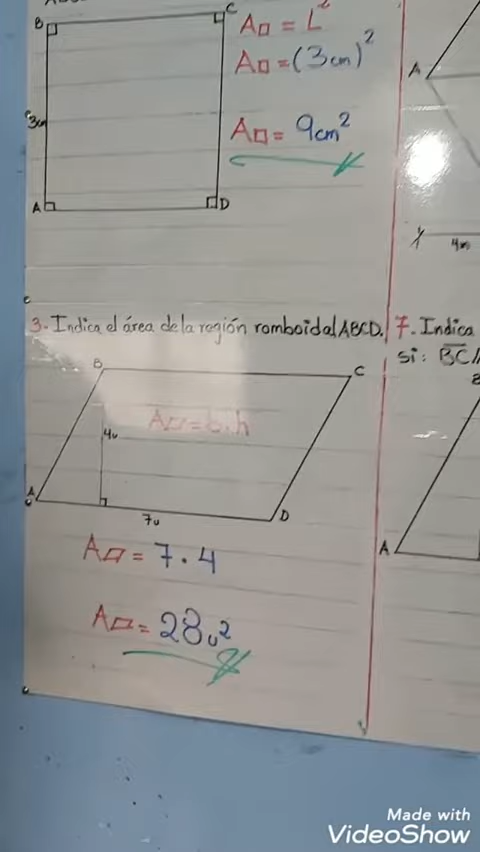 B
C
A▱ = L²
A▱ = (3cm)²
3cm
A▱ = 9cm²
A
D
A
4m
3.- Indica el área de la región romboidal ABCD.
7.- Indica
si: BC//
B
C
B
A▱ = b.h
4u
A
7u
D
A
A▱ = 7.4
A▱ = 28u²
Made with
VideoShow